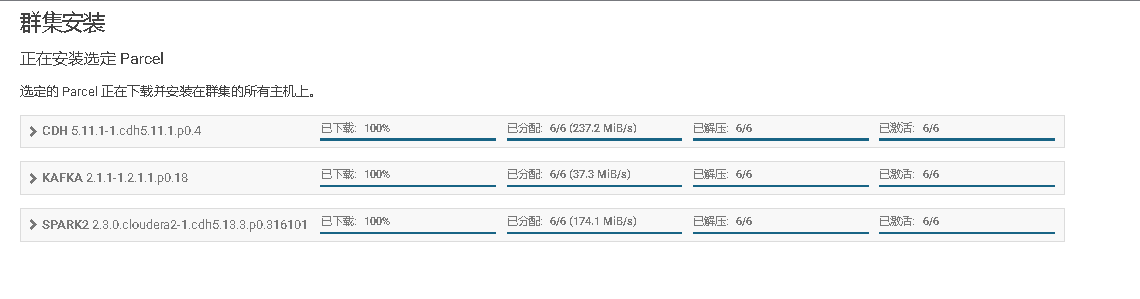 群集安装
正在安装选定 Parcel
选定的 Parcel 正在下载并安装在群集的所有主机上。
CDH 5.11.1-1.cdh5.11.1.p0.4 已下载: 100% 已分配: 6/6 (237.2 MiB/s) 已解压: 6/6 已激活: 6/6
KAFKA 2.1.1-1.2.1.1.p0.18 已下载: 100% 已分配: 6/6 (37.3 MiB/s) 已解压: 6/6 已激活: 6/6
SPARK2 2.3.0.cloudera2-1.cdh5.13.3.p0.316101 已下载: 100% 已分配: 6/6 (174.1 MiB/s) 已解压: 6/6 已激活: 6/6